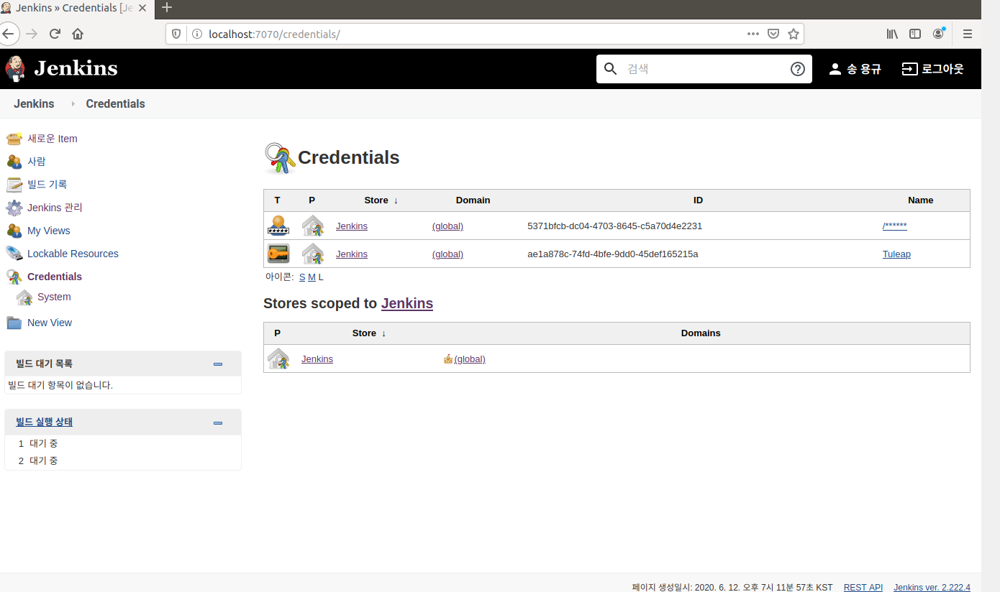 Jenkins » Credentials [Je
localhost:7070/credentials/
Jenkins
검색
송 용규
로그아웃
Jenkins
Credentials
새로운 Item
사람
빌드 기록
Jenkins 관리
My Views
Lockable Resources
Credentials
System
New View
빌드 대기 목록
빌드 대기 항목이 없습니다.
빌드 실행 상태
1 대기 중
2 대기 중
Credentials
T P Store ↓ Domain ID Name
Jenkins (global) 5371bfcb-dc04-4703-8645-c5a70d4e2231 /******
Jenkins (global) ae1a878c-74fd-4bfe-9dd0-45def165215a Tuleap
아이콘: S M L
Stores scoped to Jenkins
P Store ↓ Domains
Jenkins (global)
페이지 생성일시: 2020. 6. 12. 오후 7시 11분 57초 KST REST API Jenkins ver. 2.222.4